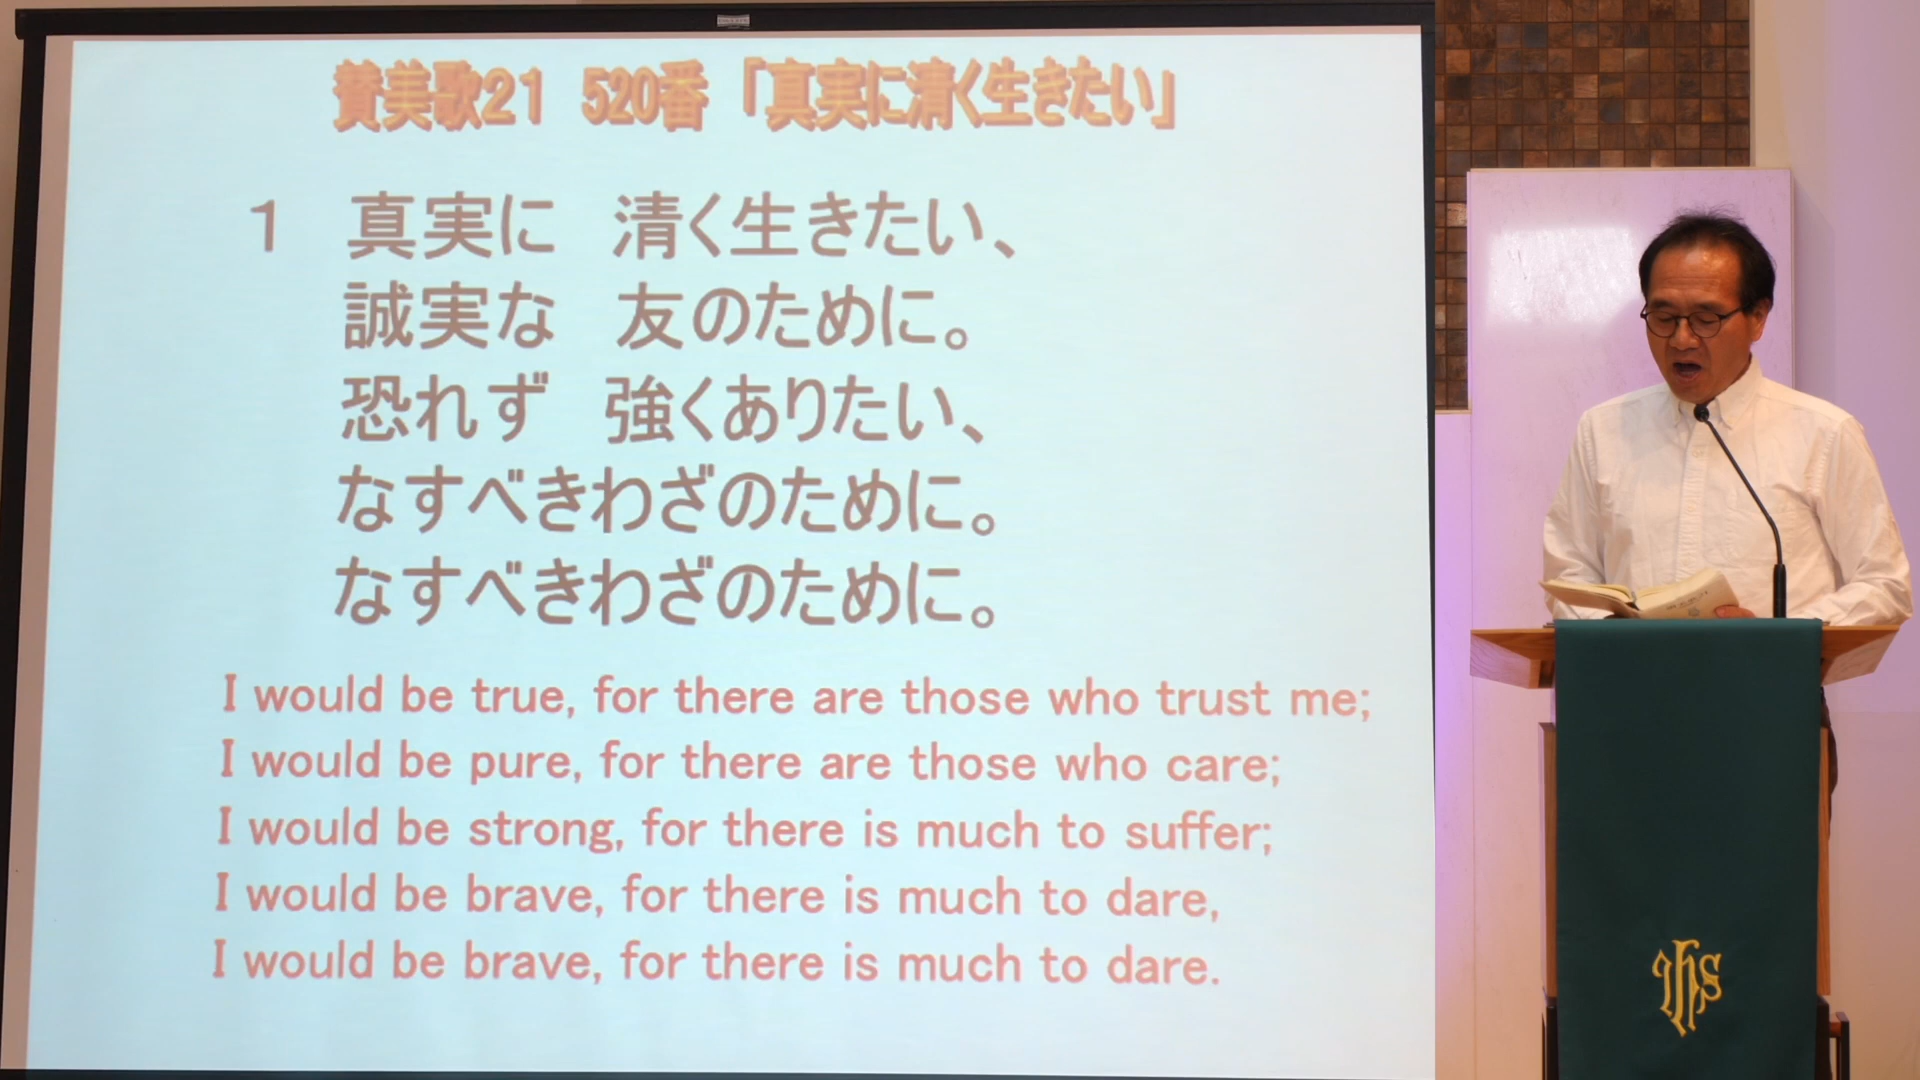 賛美歌21 520番「真実に清く生きたい」
1 真実に 清く生きたい、
誠実な 友のために。
恐れず 強くありたい、
なすべきわざのために。
なすべきわざのために。
I would be true, for there are those who trust me;
I would be pure, for there are those who care;
I would be strong, for there is much to suffer;
I would be brave, for there is much to dare,
I would be brave, for there is much to dare.
IHS